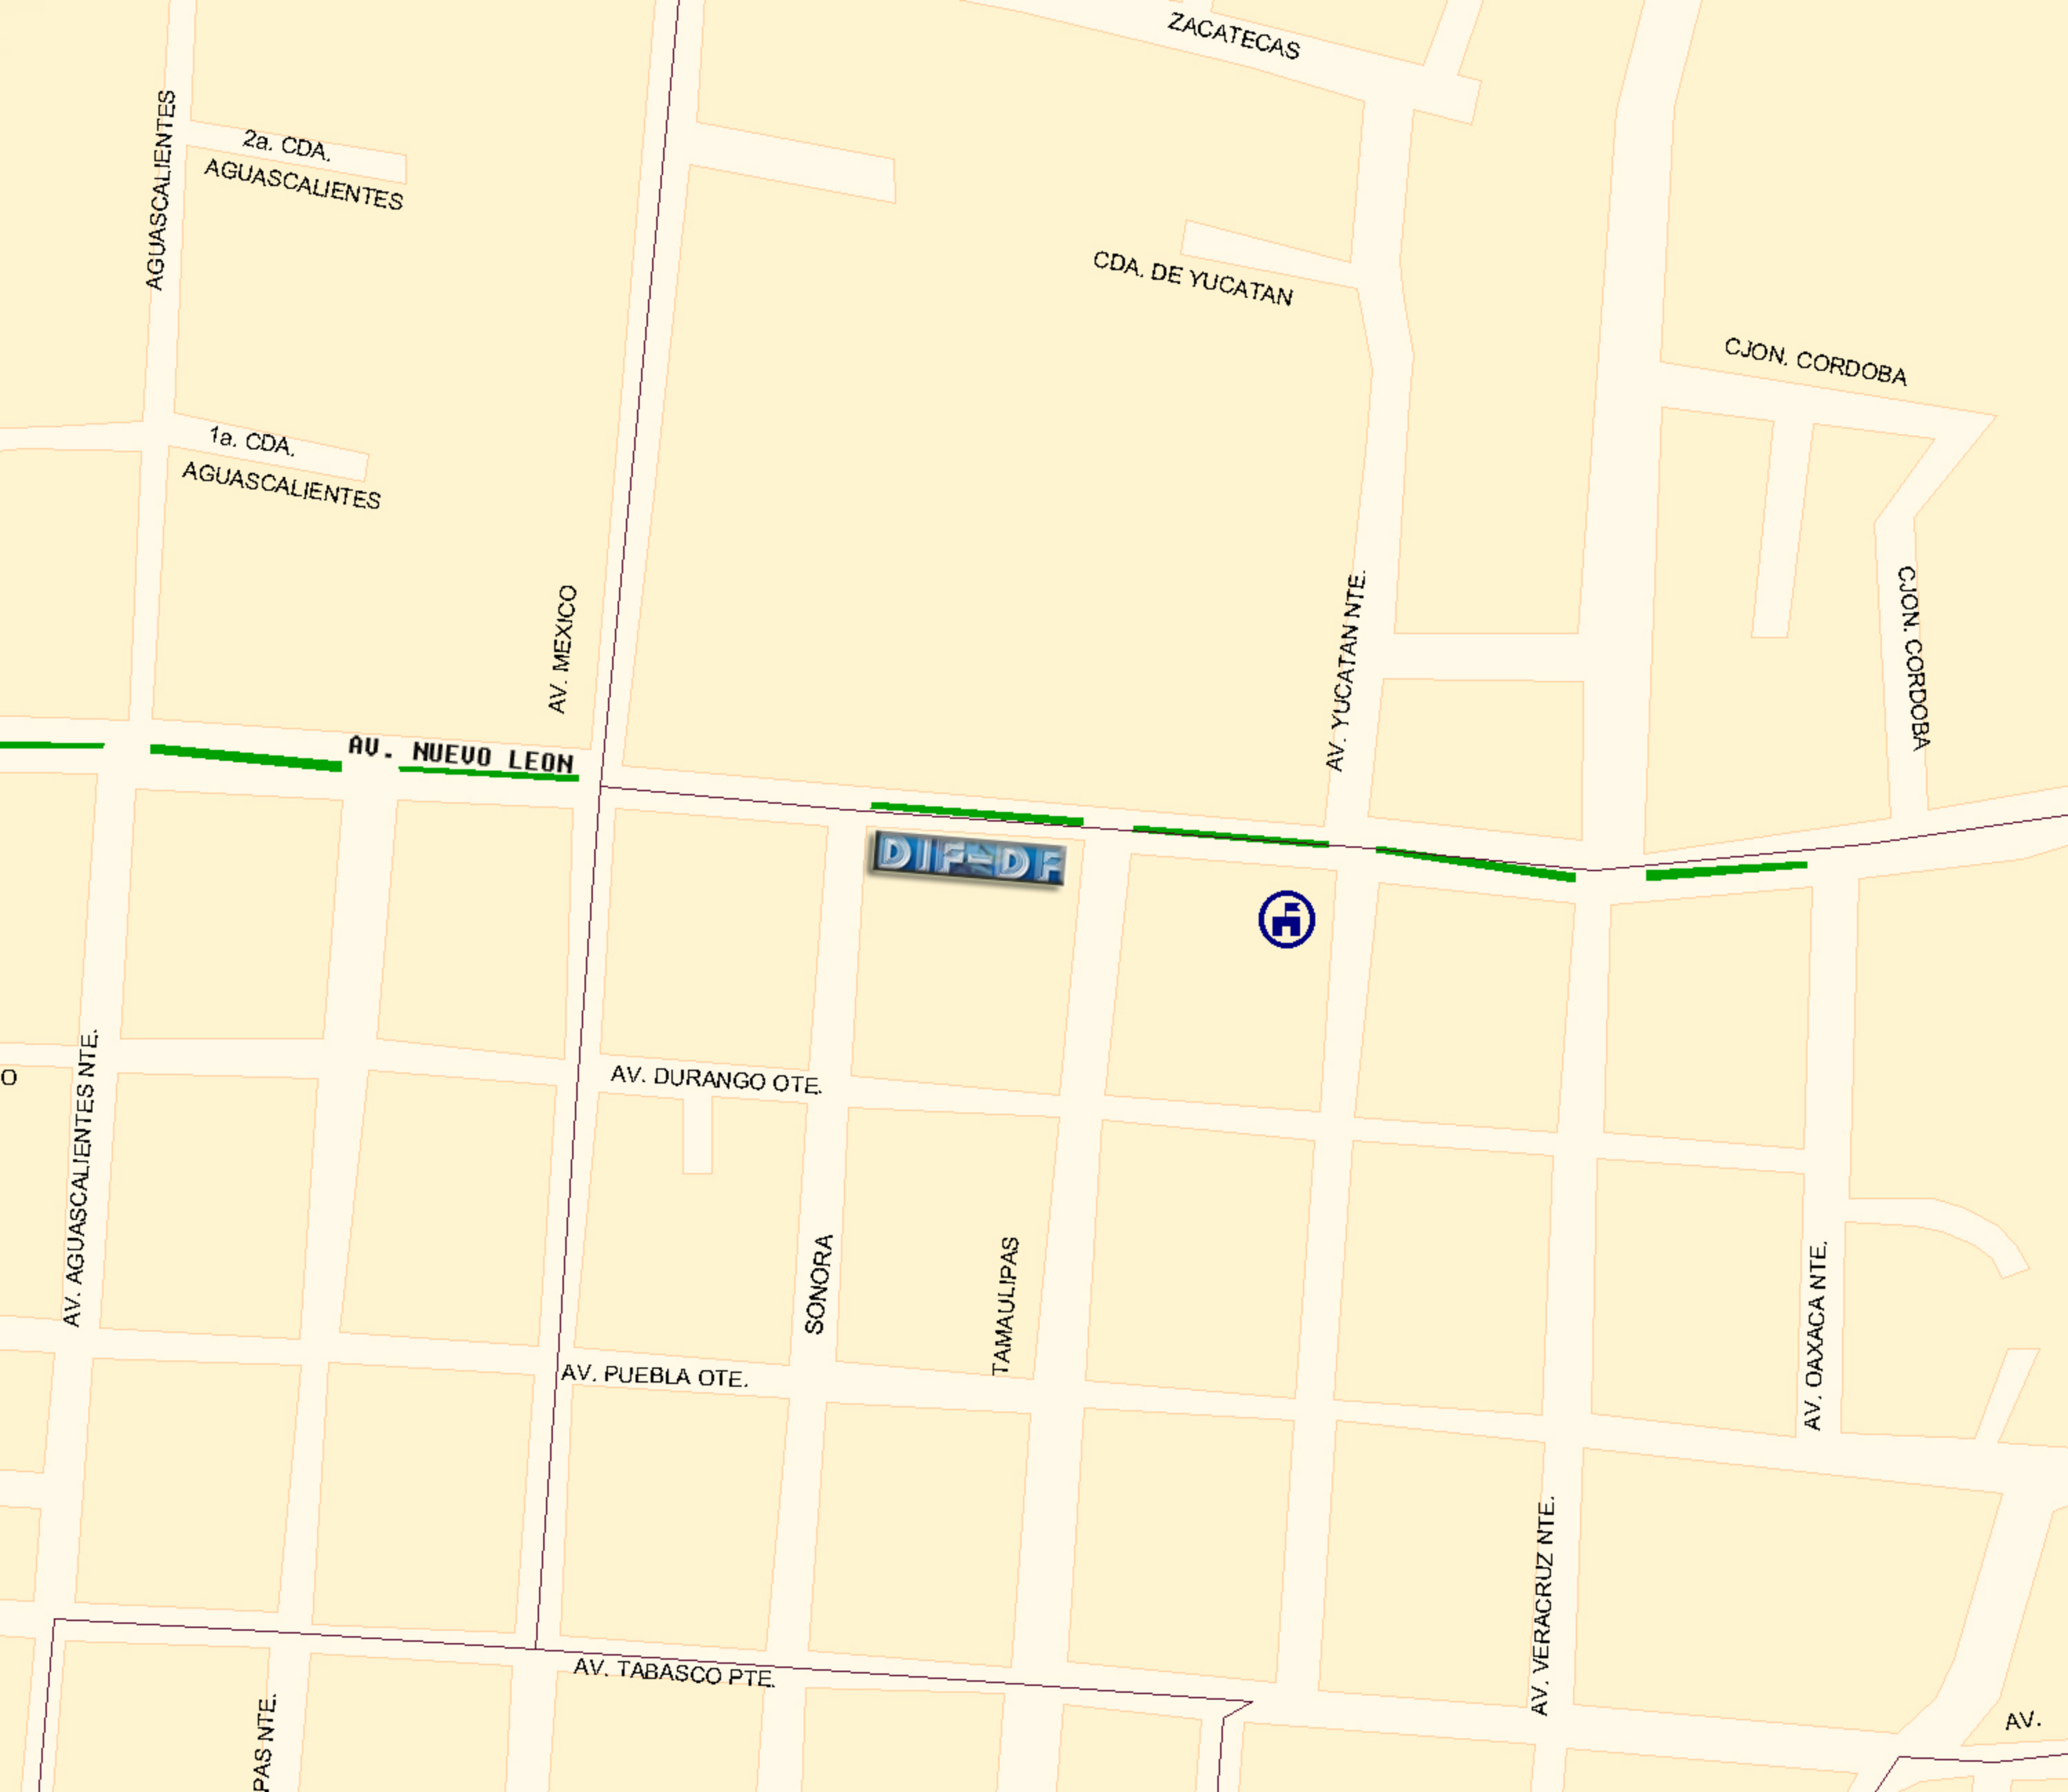 ZACATECAS
AGUASCALIENTES
2a. CDA.
AGUASCALIENTES
CDA. DE YUCATAN
CJON. CORDOBA
1a. CDA.
AGUASCALIENTES
AV. MEXICO
AV. YUCATAN NTE.
CJON. CORDOBA
AV. NUEVO LEON
DIF-DF
O
AV. AGUASCALIENTES NTE.
AV. DURANGO OTE.
SONORA
TAMAULIPAS
AV. OAXACA NTE.
AV. PUEBLA OTE.
AV. VERACRUZ NTE.
AV. TABASCO PTE.
PAS NTE.
AV.